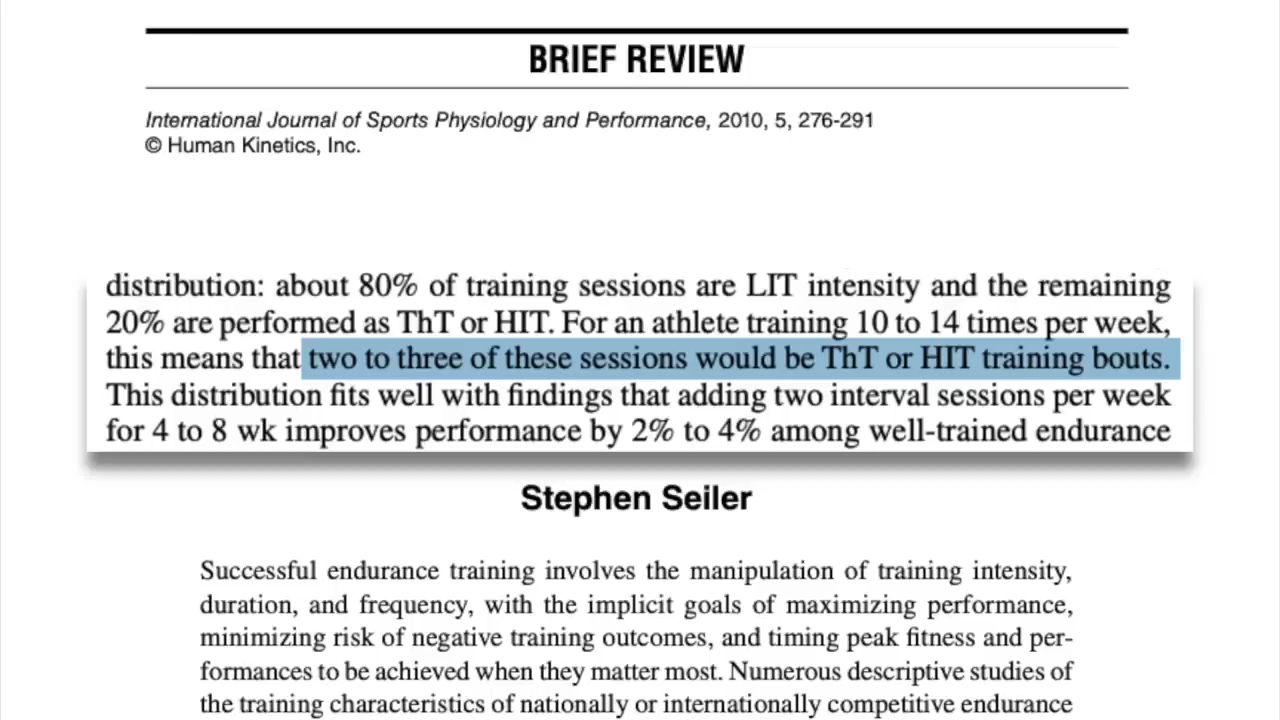 BRIEF REVIEW
International Journal of Sports Physiology and Performance, 2010, 5, 276-291
© Human Kinetics, Inc.
distribution: about 80% of training sessions are LIT intensity and the remaining
20% are performed as ThT or HIT. For an athlete training 10 to 14 times per week,
this means that two to three of these sessions would be ThT or HIT training bouts.
This distribution fits well with findings that adding two interval sessions per week
for 4 to 8 wk improves performance by 2% to 4% among well-trained endurance
Stephen Seiler
Successful endurance training involves the manipulation of training intensity,
duration, and frequency, with the implicit goals of maximizing performance,
minimizing risk of negative training outcomes, and timing peak fitness and per-
formances to be achieved when they matter most. Numerous descriptive studies of
the training characteristics of nationally or internationally competitive endurance